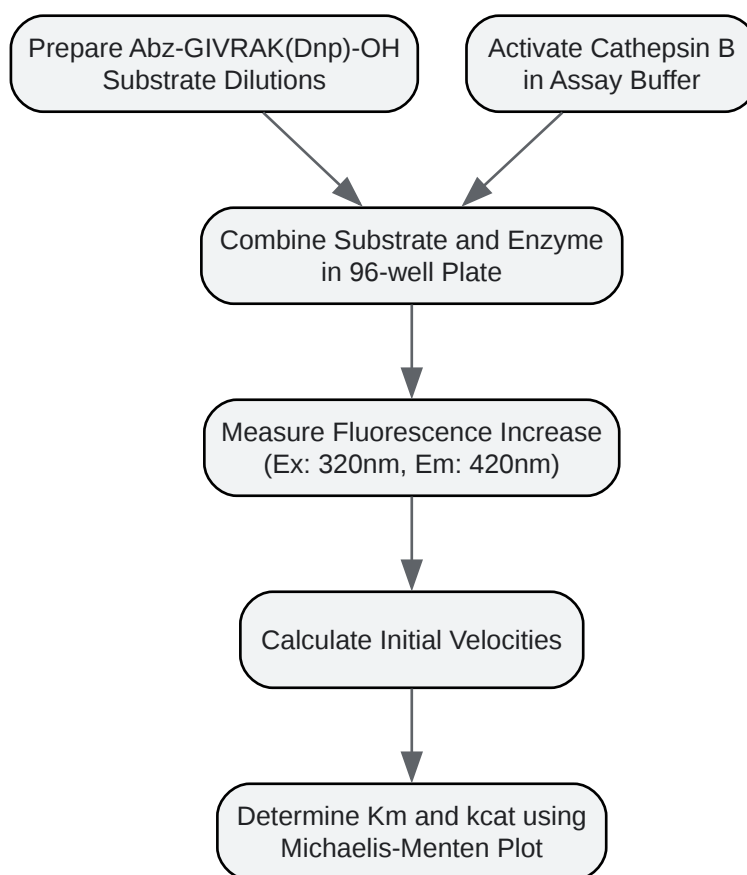 Prepare Abz-GIVRAK(Dnp)-OH
Substrate Dilutions
Activate Cathepsin B
in Assay Buffer
Combine Substrate and Enzyme
in 96-well Plate
Measure Fluorescence Increase
(Ex: 320nm, Em: 420nm)
Calculate Initial Velocities
Determine Km and kcat using
Michaelis-Menten Plot